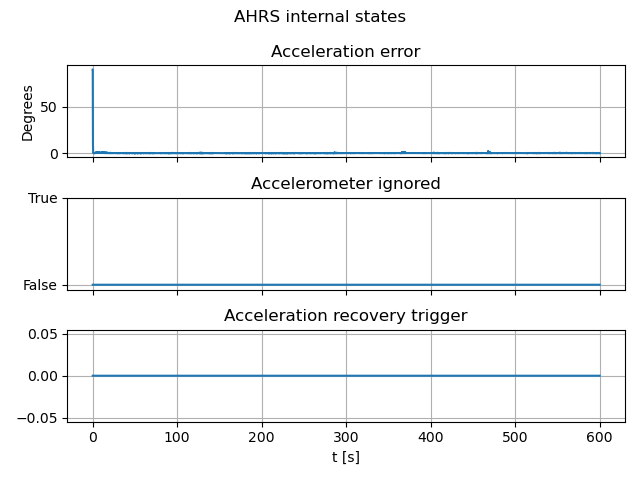 AHRS internal states
Acceleration error
Degrees
50
0
Accelerometer ignored
True
False
Acceleration recovery trigger
0.05
0.00
−0.05
0 100 200 300 400 500 600
t [s]